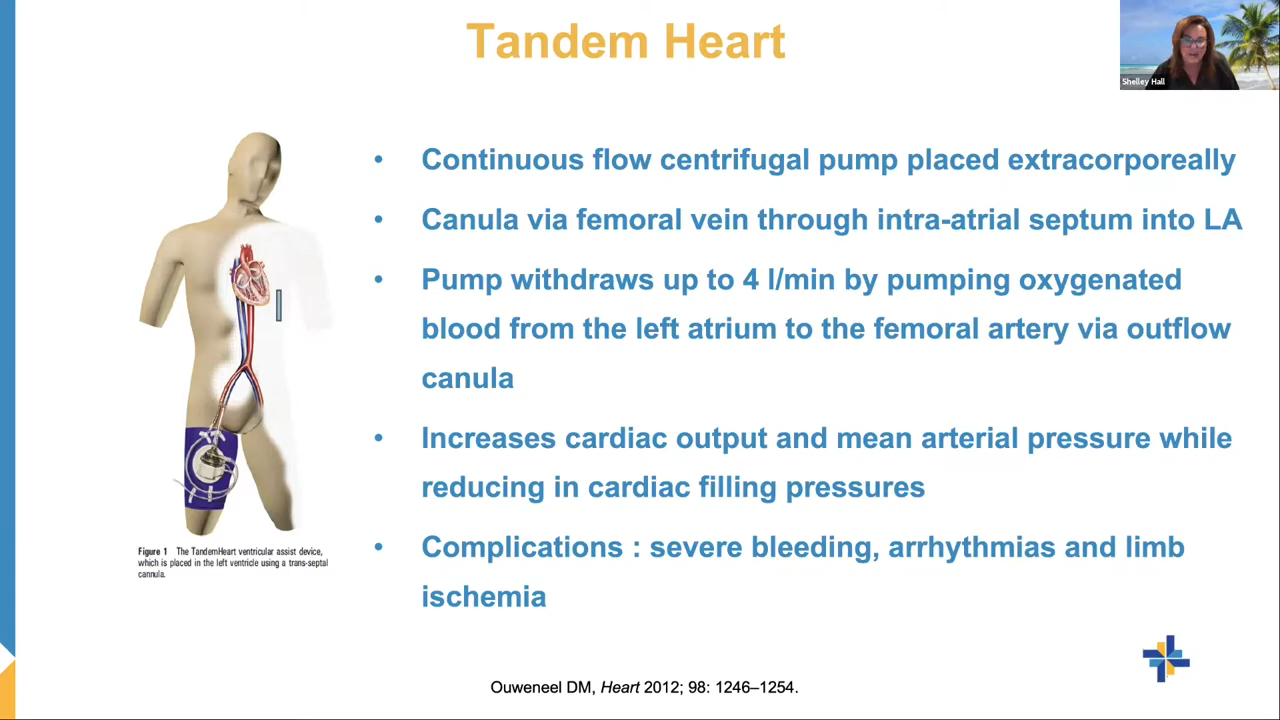 Tandem Heart
Shelley Hall
• Continuous flow centrifugal pump placed extracorporeally
• Canula via femoral vein through intra-atrial septum into LA
• Pump withdraws up to 4 l/min by pumping oxygenated
blood from the left atrium to the femoral artery via outflow
canula
• Increases cardiac output and mean arterial pressure while
reducing in cardiac filling pressures
• Complications : severe bleeding, arrhythmias and limb
ischemia
Figure 1 The TandemHeart ventricular assist device,
which is placed in the left ventricle using a trans-septal
cannula.
Ouweneel DM, Heart 2012; 98: 1246–1254.